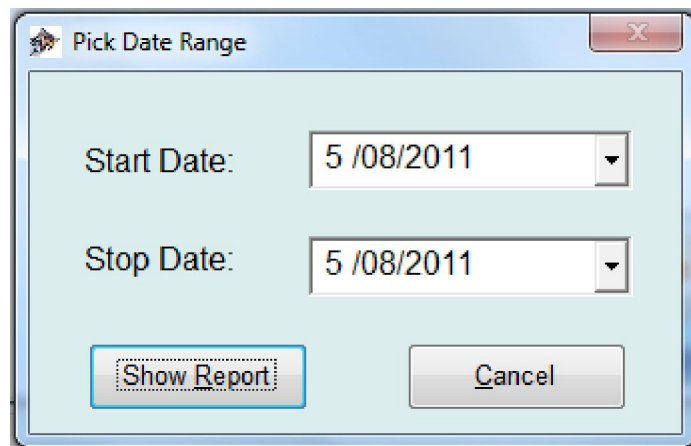 Pick Date Range
Start Date: 5 /08/2011
Stop Date: 5 /08/2011
Show Report Cancel